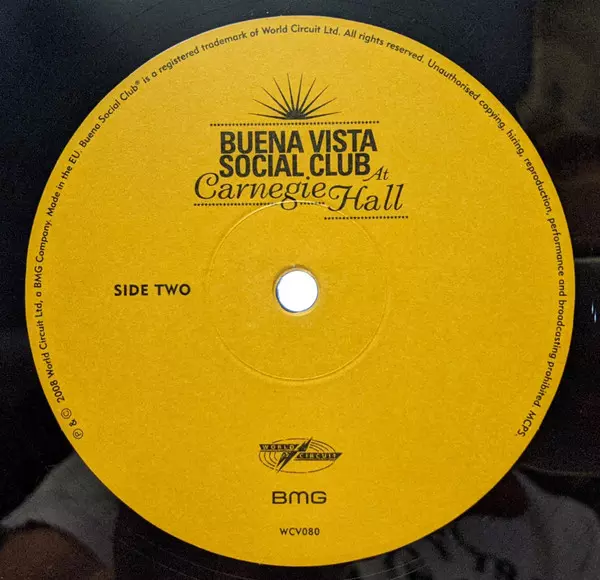 ℗ & © 2008 World Circuit Ltd, a BMG Company. Made in the EU. Buena Social Club® is a registered trademark of World Circuit Ltd. All rights reserved. Unauthorised copying, hiring, reproduction, performance and broadcasting prohibited. MCPS.
BUENA VISTA
SOCIAL CLUB At
Carnegie Hall
SIDE TWO
WORLD
CIRCUIT
BMG
WCV080